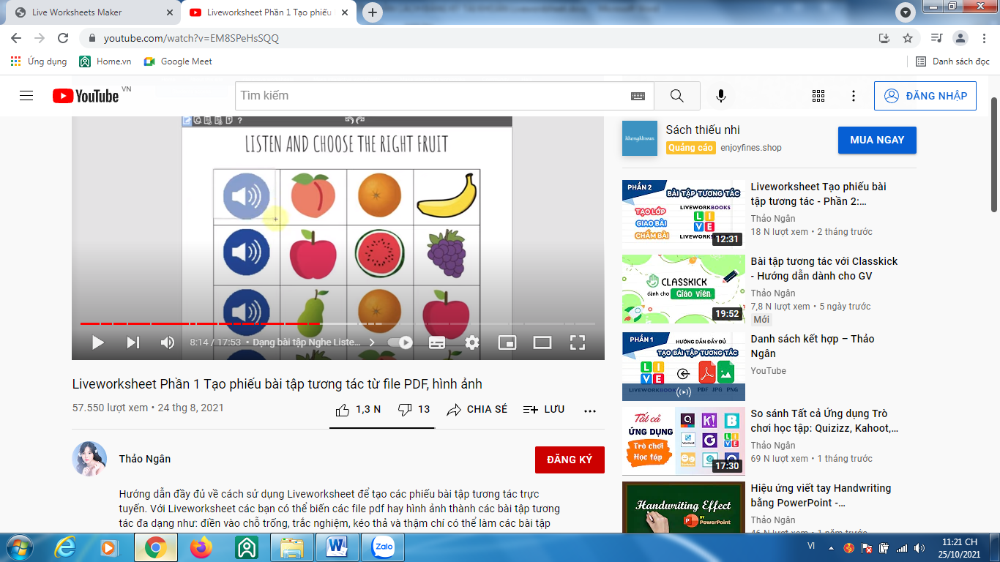 Live Worksheets Maker
Liveworksheet Phần 1 Tạo phiếu
youtube.com/watch?v=EM8SPeHsSQQ
Ứng dụng
Home.vn
Google Meet
Danh sách đọc
YouTube VN
Tìm kiếm
ĐĂNG NHẬP
LISTEN AND CHOOSE THE RIGHT FRUIT
8:14 / 17:53 • Dạng bài tập Nghe Liste...
Liveworksheet Phần 1 Tạo phiếu bài tập tương tác từ file PDF, hình ảnh
57.550 lượt xem • 24 thg 8, 2021
1,3 N
13
CHIA SẺ
LƯU
Thảo Ngân
ĐĂNG KÝ
Hướng dẫn đầy đủ về cách sử dụng Liveworksheet để tạo các phiếu bài tập tương tác trực
tuyến. Với Liveworksheet các bạn có thể biến các file pdf hay hình ảnh thành các bài tập tương
tác đa dạng như: điền vào chỗ trống, trắc nghiệm, kéo thả và thậm chí có thể làm các bài tập
Sách thiếu nhi
Quảng cáo enjoyfines.shop
MUA NGAY
PHẦN 2
BÀI TẬP TƯƠNG TÁC
TẠO LỚP
GIAO BÀI
CHẤM BÀI
LIVEWORKBOOKS
LIVE
12:31
Liveworksheet Tạo phiếu bài
tập tương tác - Phần 2:...
Thảo Ngân
18 N lượt xem • 2 tháng trước
CLASSKICK
dành cho Giáo viên
19:52
Bài tập tương tác với Classkick
- Hướng dẫn dành cho GV
Thảo Ngân
7,8 N lượt xem • 5 ngày trước
Mới
PHẦN 1
HƯỚNG DẪN ĐẦY ĐỦ
TẠO BÀI TẬP TƯƠNG TÁC
LIVE
PDF JPG PNG
Danh sách kết hợp – Thảo
Ngân
YouTube
Tất cả
ỨNG DỤNG
Trò chơi
Học tập
17:30
So sánh Tất cả Ứng dụng Trò
chơi học tập: Quizizz, Kahoot,...
Thảo Ngân
69 N lượt xem • 1 tháng trước
Handwriting Effect
BY
PowerPoint
Hiệu ứng viết tay Handwriting
bằng PowerPoint -...
Thảo Ngân
46 N lượt xem • 1 năm trước
Zalo
VI
11:21 CH
25/10/2021